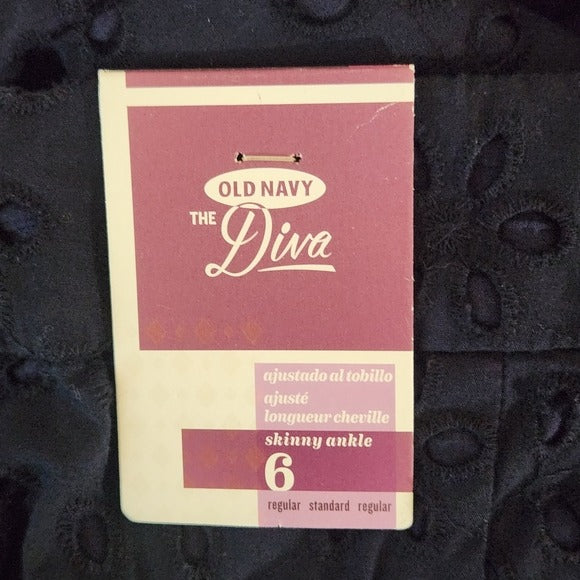 OLD NAVY
THE Diva
ajustado al tobillo
ajusté
longueur cheville
skinny ankle
6
regular standard regular